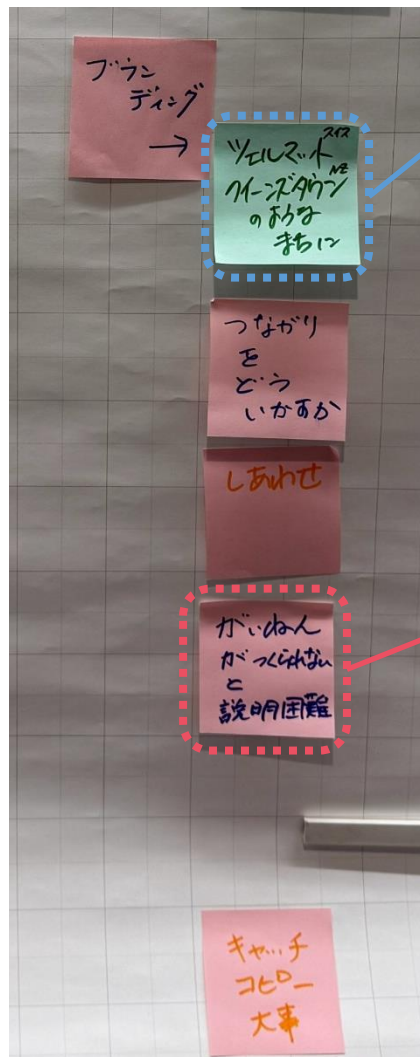 ブラン
ディング
→
スイス
ツェルマット
NZ
クイーンズタウン
のような
まちに
つながり
を
どう
いかすか
しあわせ
がいねん
がつくられない
と
説明困難
キャッチ
コピー
大事